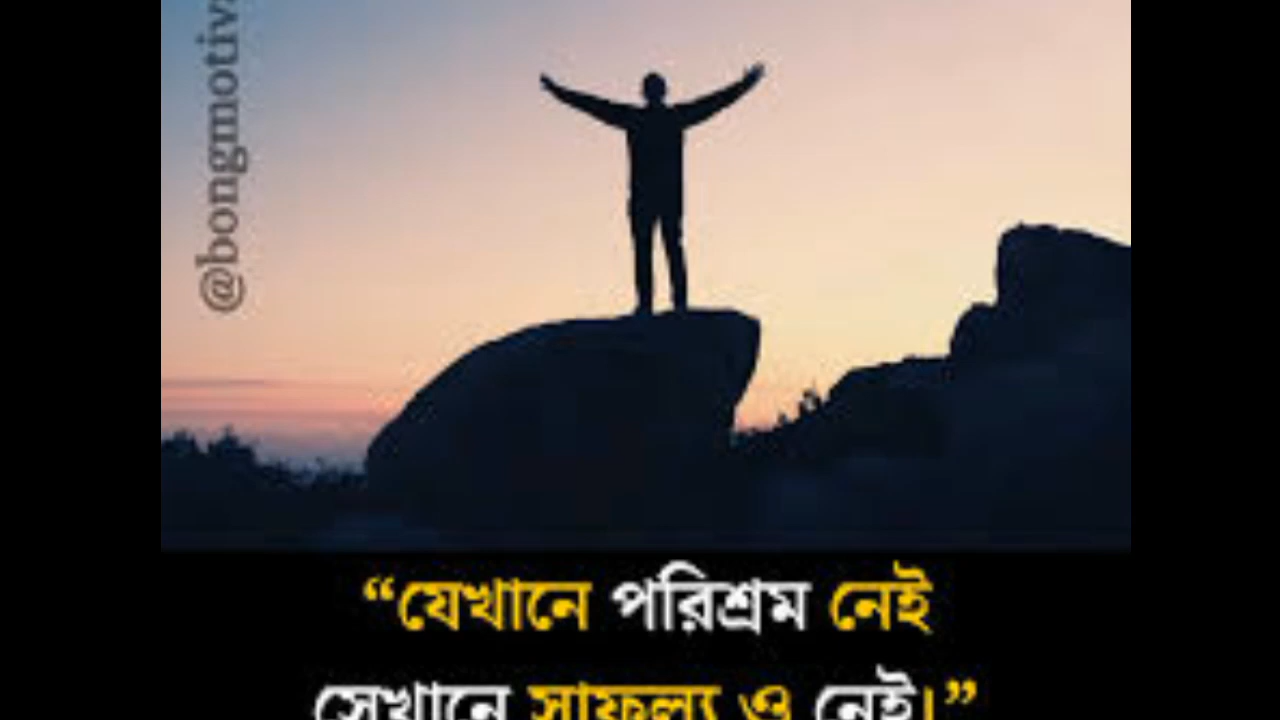 @bongmotiv
“যেখানে পরিশ্রম নেই
সেখানে সাফল্য ও নেই।”